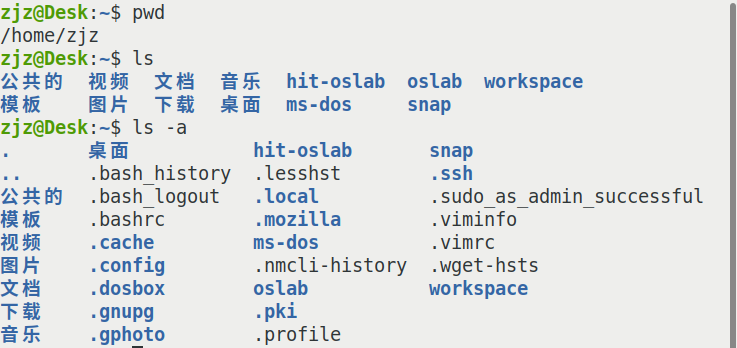 zjz@Desk:~$ pwd
/home/zjz
zjz@Desk:~$ ls
公共的 视频 文档 音乐 hit-oslab oslab workspace
模板 图片 下载 桌面 ms-dos snap
zjz@Desk:~$ ls -a
. 桌面 hit-oslab snap
.. .bash_history .lesshst .ssh
公共的 .bash_logout .local .sudo_as_admin_successful
模板 .bashrc .mozilla .viminfo
视频 .cache ms-dos .vimrc
图片 .config .nmcli-history .wget-hsts
文档 .dosbox oslab workspace
下载 .gnupg .pki
音乐 .gphoto .profile